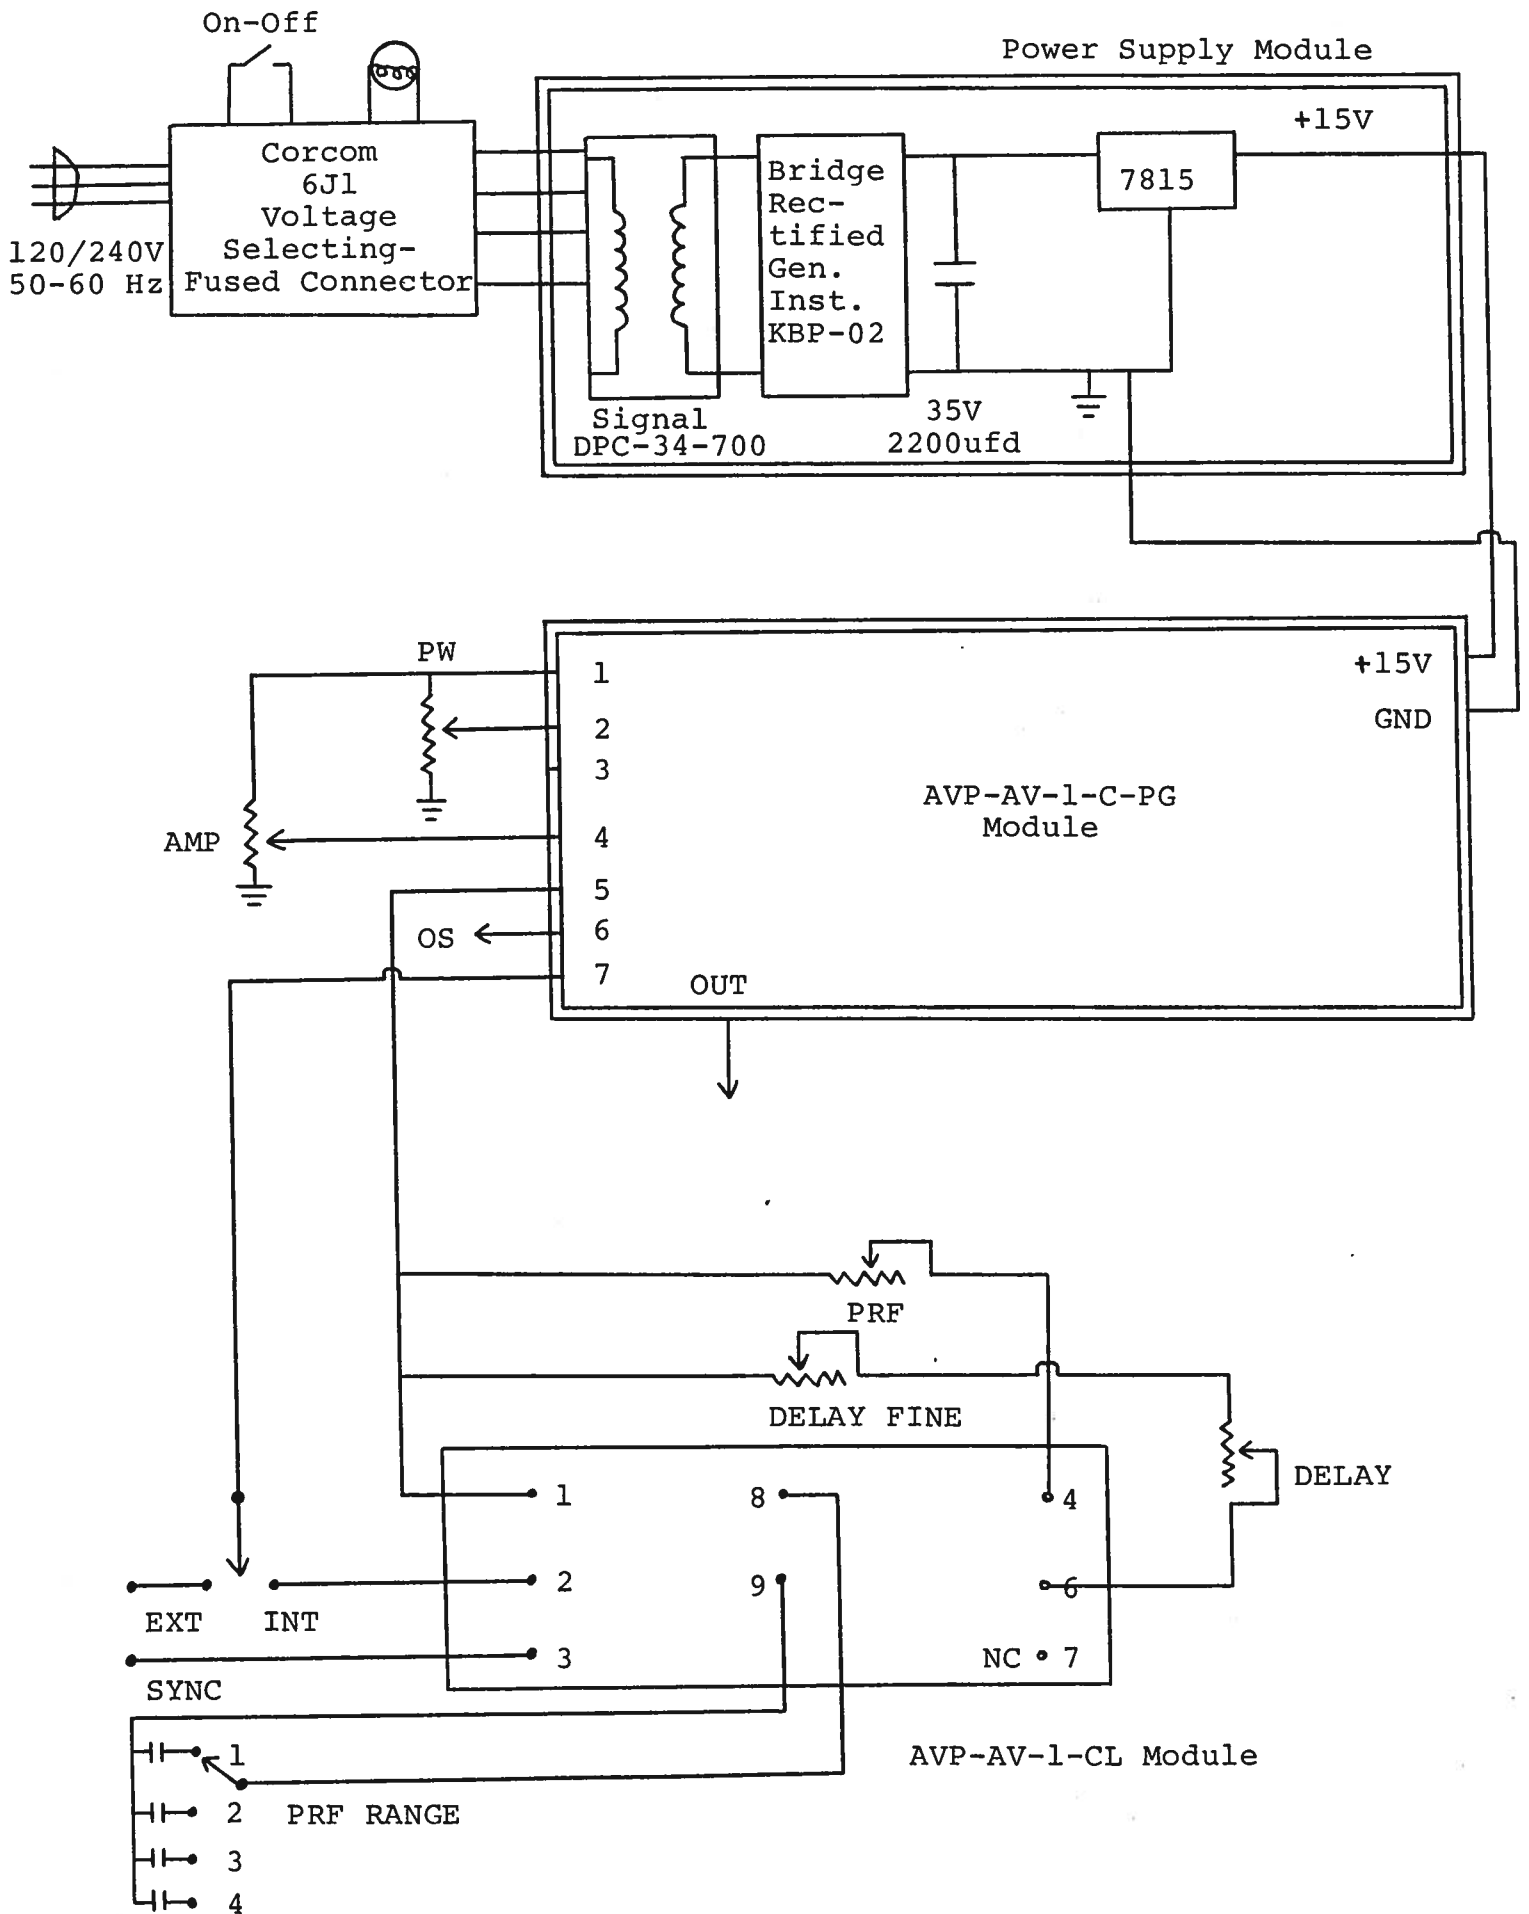 On-Off
Power Supply Module
Corcom
6J1
Voltage
Selecting-
Fused Connector
120/240V
50-60 Hz
Bridge
Rec-
tified
Gen.
Inst.
KBP-02
7815
+15V
Signal
DPC-34-700
35V
2200ufd
PW
AMP
OS
1
2
3
4
5
6
7
OUT
+15V
GND
AVP-AV-1-C-PG
Module
PRF
DELAY FINE
DELAY
1
2
3
8
9
4
6
NC 7
EXT INT
SYNC
AVP-AV-1-CL Module
1
2 PRF RANGE
3
4